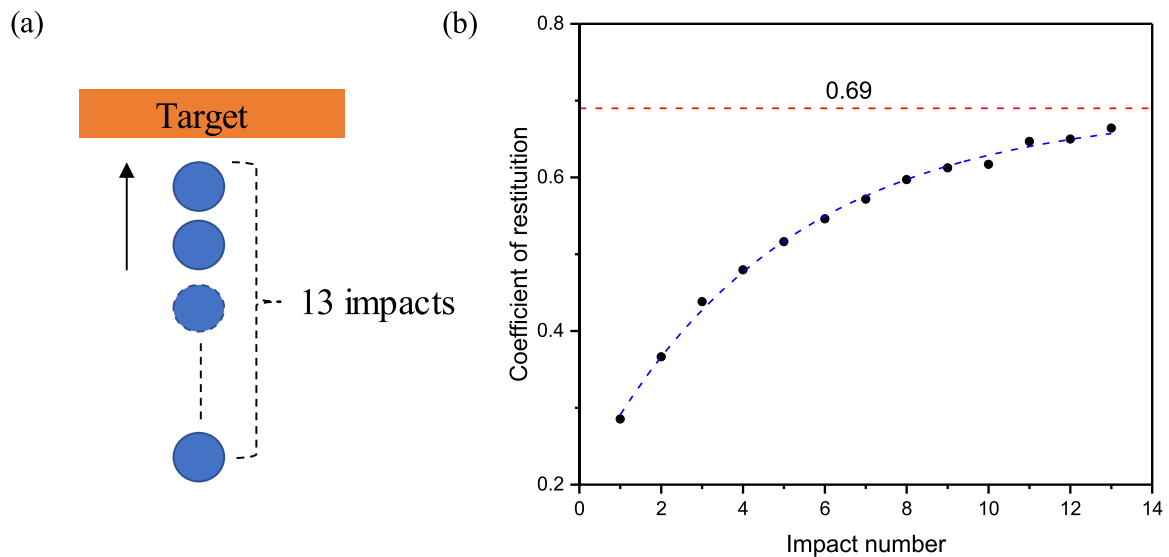 (a)
Target
13 impacts
(b)
0.8
0.6
0.4
0.2
Coefficient of restituition
0.69
0 2 4 6 8 10 12 14
Impact number